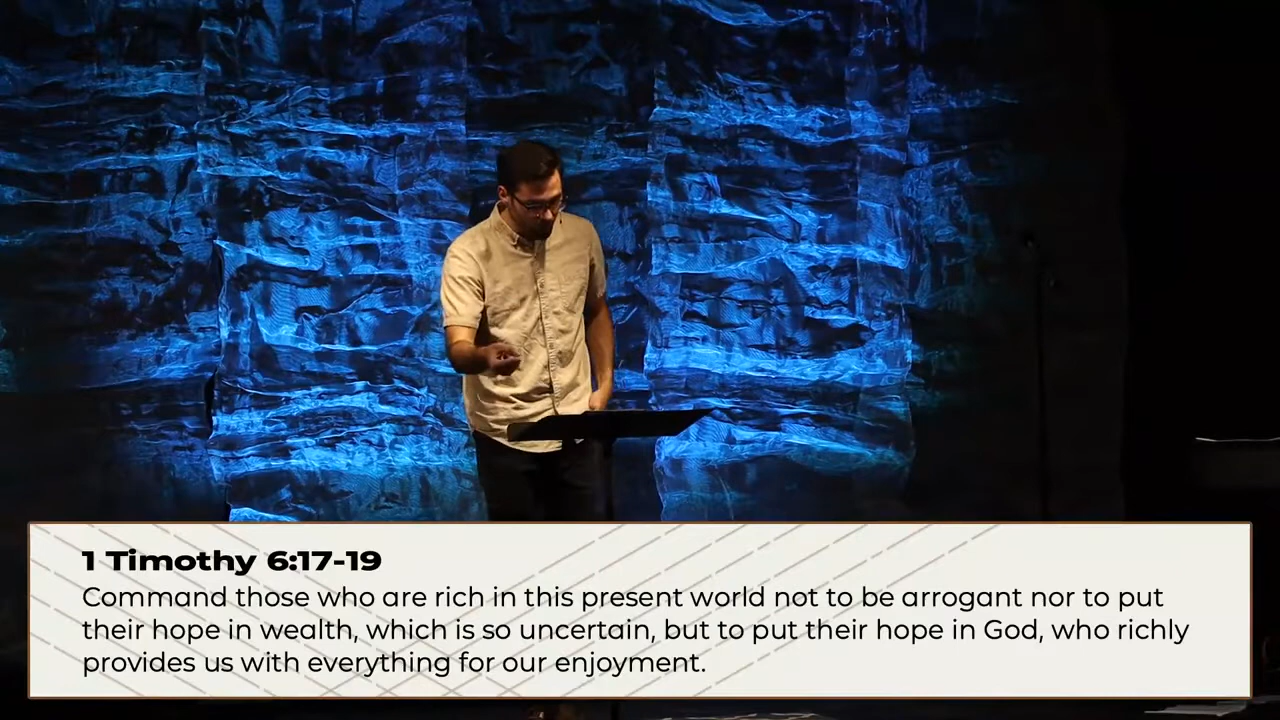 1 Timothy 6:17-19
Command those who are rich in this present world not to be arrogant nor to put
their hope in wealth, which is so uncertain, but to put their hope in God, who richly
provides us with everything for our enjoyment.